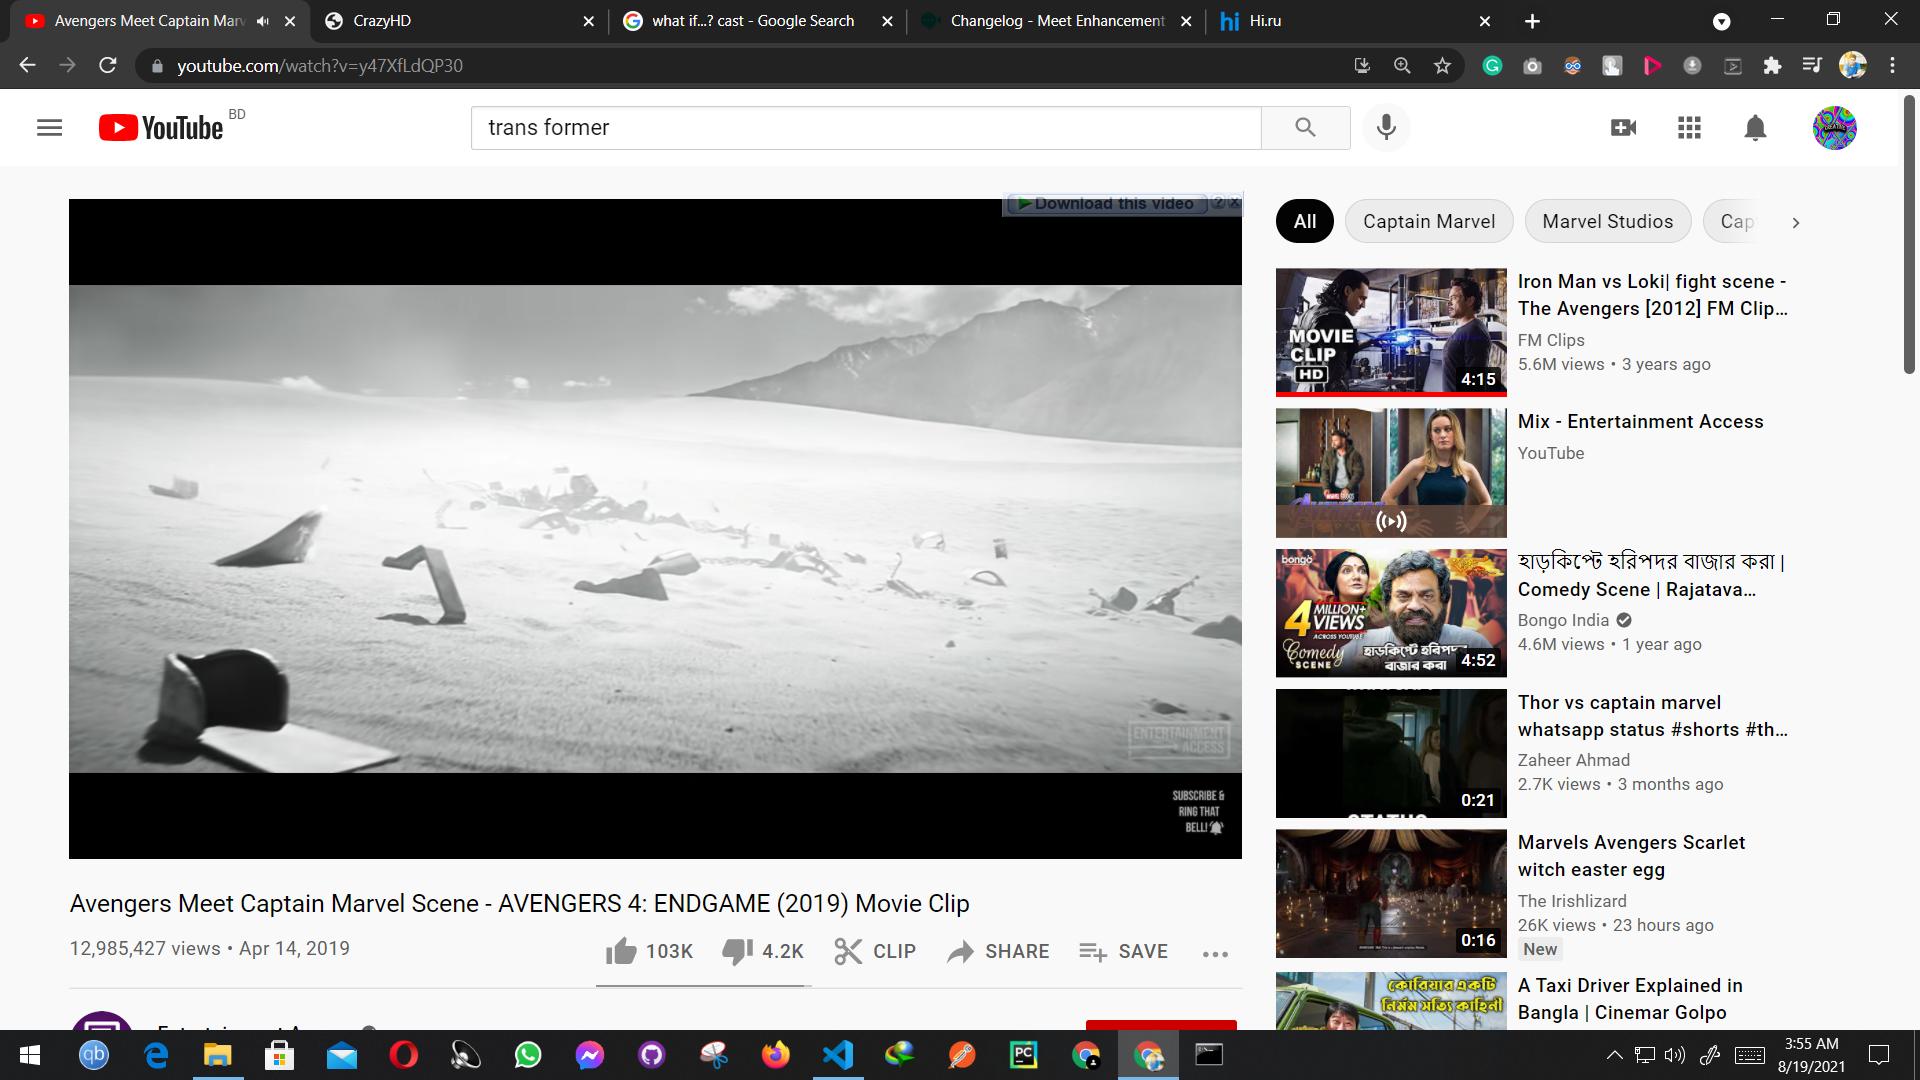 Avengers Meet Captain Marv
CrazyHD
what if...? cast - Google Search
Changelog - Meet Enhancement
hi Hi.ru
youtube.com/watch?v=y47XfLdQP30
YouTube BD
trans former
Download this video
ENTERTAINMENT
ACCESS
SUBSCRIBE &
RING THAT
BELL!
Avengers Meet Captain Marvel Scene - AVENGERS 4: ENDGAME (2019) Movie Clip
12,985,427 views • Apr 14, 2019
103K 4.2K CLIP SHARE SAVE ...
All Captain Marvel Marvel Studios Cap
MOVIE
CLIP
HD
4:15
Iron Man vs Loki| fight scene -
The Avengers [2012] FM Clip...
FM Clips
5.6M views • 3 years ago
Mix - Entertainment Access
YouTube
bongo
4 MILLION+
VIEWS
ACROSS YOUTUBE
Comedy
SCENE
হাড়কিপ্টে হরিপদর
বাজার করা
4:52
হাড়কিপ্টে হরিপদর বাজার করা |
Comedy Scene | Rajatava...
Bongo India
4.6M views • 1 year ago
STATUS
0:21
Thor vs captain marvel
whatsapp status #shorts #th...
Zaheer Ahmad
2.7K views • 3 months ago
0:16
Marvels Avengers Scarlet
witch easter egg
The Irishlizard
26K views • 23 hours ago
New
কোরিয়ার একটি
নির্মম সত্যি কাহিনী
A Taxi Driver Explained in
Bangla | Cinemar Golpo
qb
PC
3:55 AM
8/19/2021